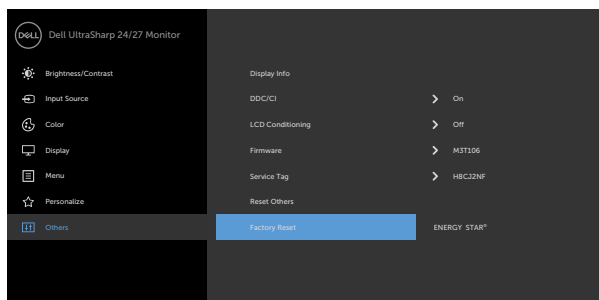 DELL Dell UltraSharp 24/27 Monitor
Brightness/Contrast Display Info
Input Source DDC/CI On
Color LCD Conditioning Off
Display Firmware M3T106
Menu Service Tag H8CJ2NF
Personalize Reset Others
Others Factory Reset ENERGY STAR®